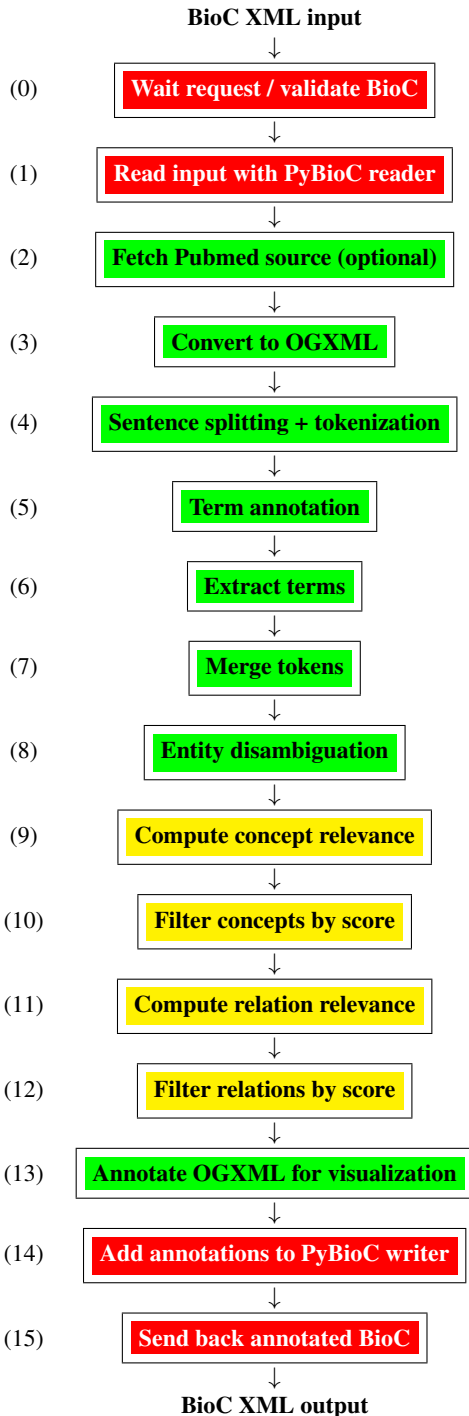 BioC XML input
(0) Wait request / validate BioC
(1) Read input with PyBioC reader
(2) Fetch Pubmed source (optional)
(3) Convert to OGXML
(4) Sentence splitting + tokenization
(5) Term annotation
(6) Extract terms
(7) Merge tokens
(8) Entity disambiguation
(9) Compute concept relevance
(10) Filter concepts by score
(11) Compute relation relevance
(12) Filter relations by score
(13) Annotate OGXML for visualization
(14) Add annotations to PyBioC writer
(15) Send back annotated BioC
BioC XML output